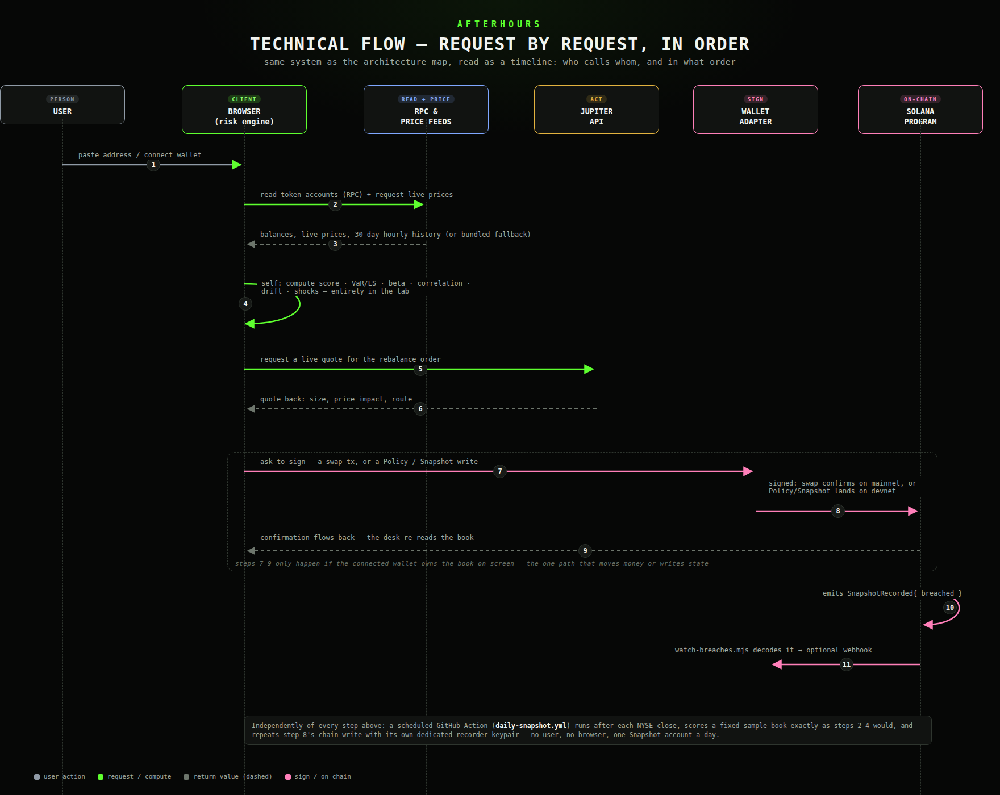 AFTERHOURS
TECHNICAL FLOW — REQUEST BY REQUEST, IN ORDER
same system as the architecture map, read as a timeline: who calls whom, and in what order
PERSON
USER
CLIENT
BROWSER
(risk engine)
READ + PRICE
RPC &
PRICE FEEDS
ACT
JUPITER
API
SIGN
WALLET
ADAPTER
ON-CHAIN
SOLANA
PROGRAM
paste address / connect wallet
1
read token accounts (RPC) + request live prices
2
balances, live prices, 30-day hourly history (or bundled fallback)
3
self: compute score · VaR/ES · beta · correlation ·
drift · shocks — entirely in the tab
4
request a live quote for the rebalance order
5
quote back: size, price impact, route
6
ask to sign — a swap tx, or a Policy / Snapshot write
7
signed: swap confirms on mainnet, or
Policy/Snapshot lands on devnet
8
confirmation flows back — the desk re-reads the book
9
steps 7–9 only happen if the connected wallet owns the book on screen — the one path that moves money or writes state
emits SnapshotRecorded{ breached }
10
watch-breaches.mjs decodes it → optional webhook
11
Independently of every step above: a scheduled GitHub Action (daily-snapshot.yml) runs after each NYSE close, scores a fixed sample book exactly as steps 2–4 would, and
repeats step 8's chain write with its own dedicated recorder keypair — no user, no browser, one Snapshot account a day.
user action
request / compute
return value (dashed)
sign / on-chain